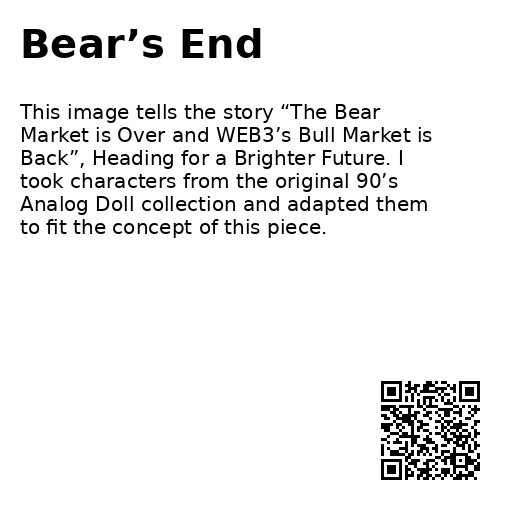 Bear’s End
This image tells the story “The Bear
Market is Over and WEB3’s Bull Market is
Back”, Heading for a Brighter Future. I
took characters from the original 90’s
Analog Doll collection and adapted them
to fit the concept of this piece.